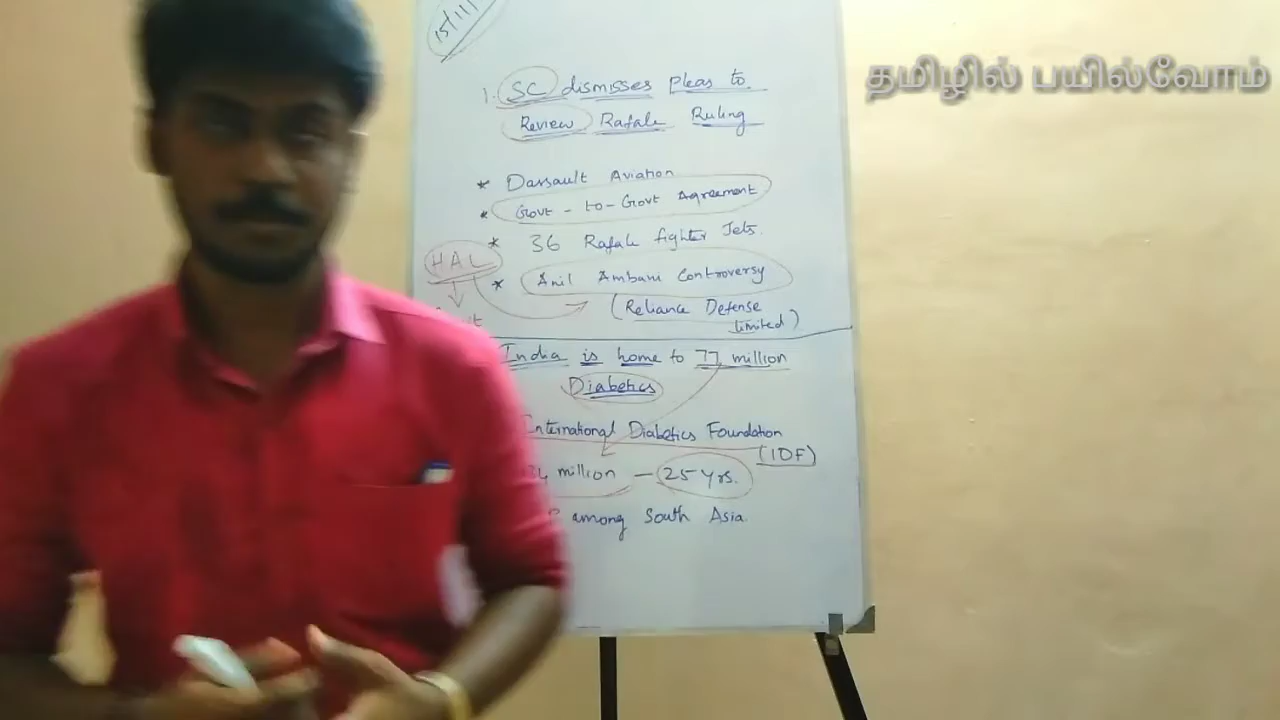 15/11/
தமிழில் பயில்வோம்
1. SC dismisses Pleas to
Review Rafale Ruling
* Dassault Aviation
* Govt - to - Govt Agreement
* 36 Rafale fighter Jets.
HAL
* Anil Ambani Controversy
(Reliance Defense
limited)
India is home to 77 million
Diabetics
International Diabetics Foundation
(IDF)
million - 25 yrs.
among South Asia